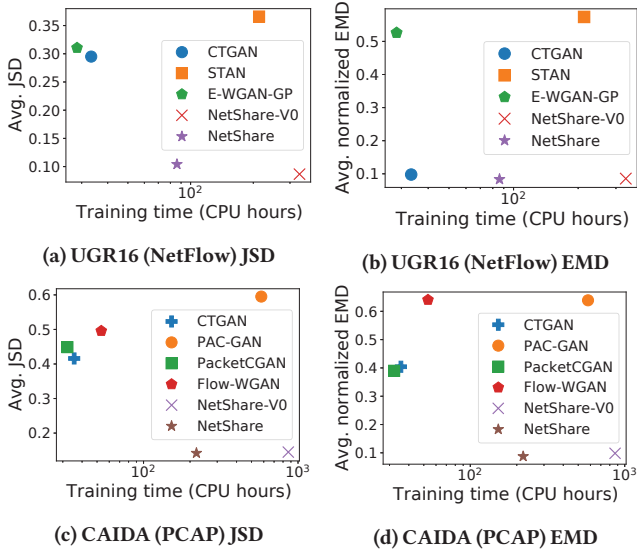 0.35
0.30
0.25
0.20
0.15
0.10
Avg. JSD
CTGAN
STAN
E-WGAN-GP
NetShare-V0
NetShare
10²
Training time (CPU hours)
(a) UGR16 (NetFlow) JSD
0.5
0.4
0.3
0.2
0.1
Avg. normalized EMD
CTGAN
STAN
E-WGAN-GP
NetShare-V0
NetShare
10²
Training time (CPU hours)
(b) UGR16 (NetFlow) EMD
0.6
0.5
0.4
0.3
0.2
Avg. JSD
CTGAN
PAC-GAN
PacketCGAN
Flow-WGAN
NetShare-V0
NetShare
10² 10³
Training time (CPU hours)
(c) CAIDA (PCAP) JSD
0.6
0.5
0.4
0.3
0.2
0.1
Avg. normalized EMD
CTGAN
PAC-GAN
PacketCGAN
Flow-WGAN
NetShare-V0
NetShare
10² 10³
Training time (CPU hours)
(d) CAIDA (PCAP) EMD